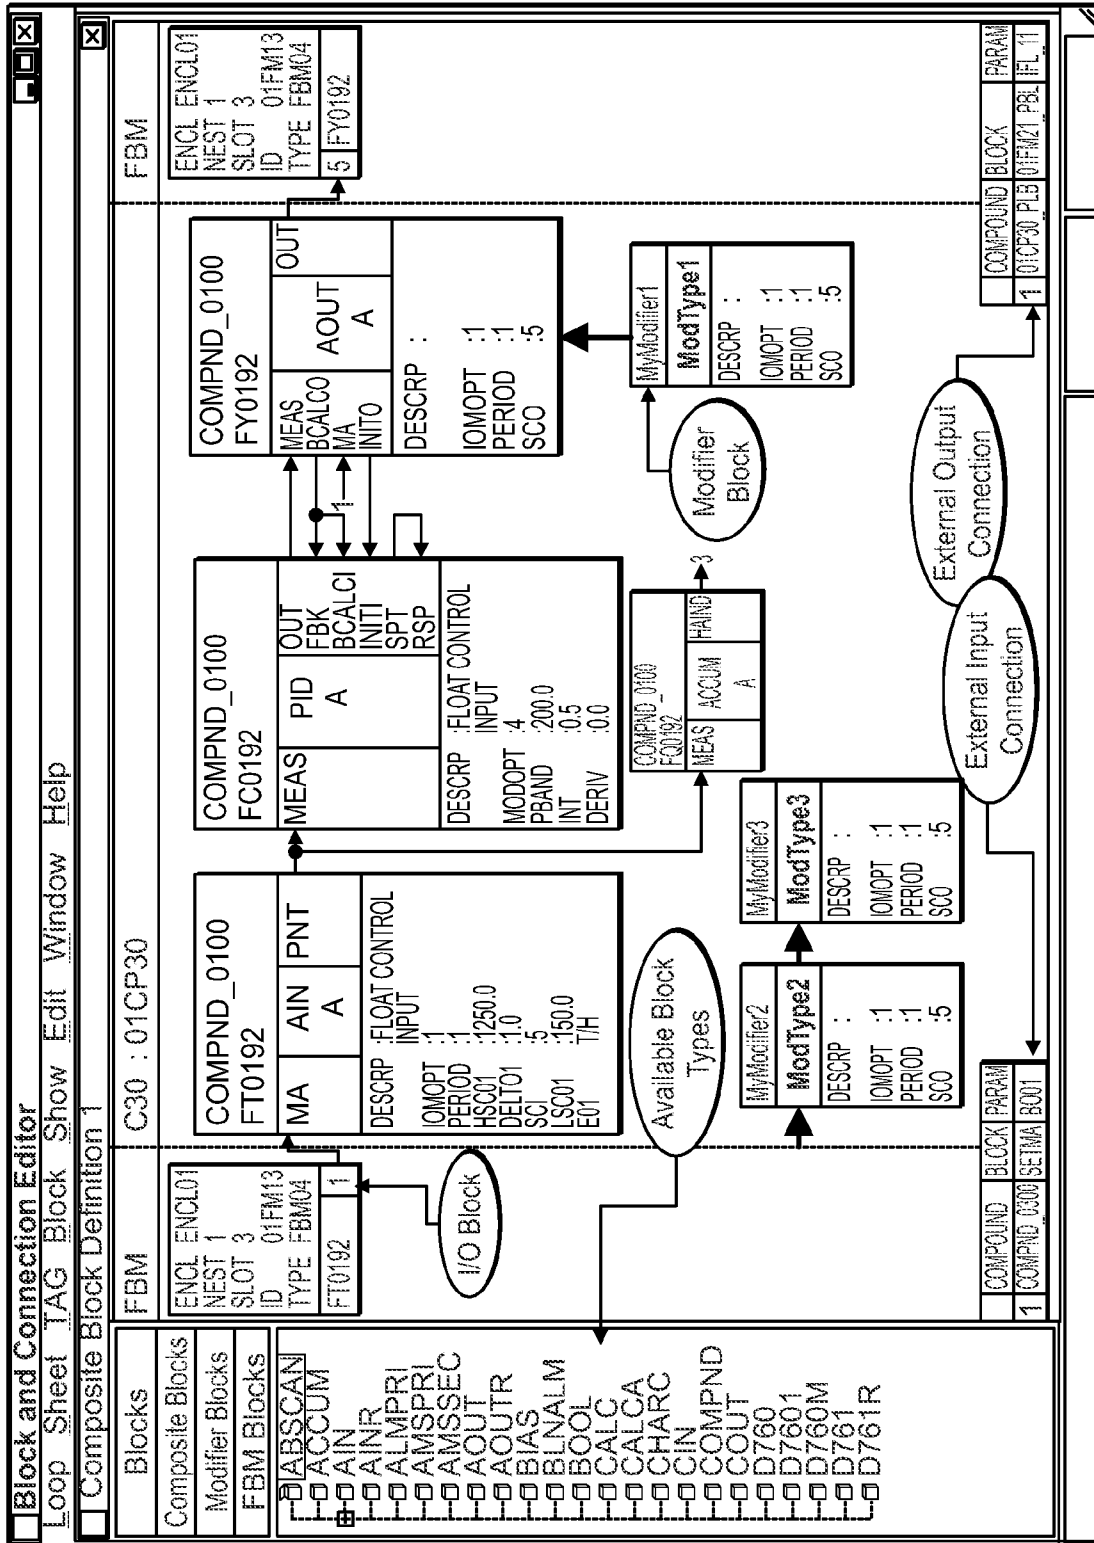 Block and Connection Editor
Loop Sheet TAG Block Show Edit Window Help
Composite Block Definition 1
Blocks
Composite Blocks
Modifier Blocks
FBM Blocks
ABSCAN
ACCUM
AIN
AINR
ALMPRI
AMSPRI
AMSSEC
AOUT
AOUTR
BIAS
BLNALM
BOOL
CALC
CALCA
CHARC
CIN
COMPND
COUT
D760
D7601
D760M
D761
D761R
FBM
C30 : 01CP30
FBM
ENCL ENCL01
NEST 1
SLOT 3
ID 01FM13
TYPE FBM04
FT0192 1
I/O Block
COMPND_0100
FT0192
MA AIN PNT
A
DESCRP :FLOAT CONTROL
INPUT
IOMOPT :1
PERIOD :1
HSC01 :1250.0
DELTO1 :1.0
SCI :5
LSC01 :150.0
E01 T/H
COMPND_0100
FC0192
MEAS PID OUT
A FBK
BCALCI
INITI
SPT
RSP
DESCRP :FLOAT CONTROL
INPUT
MODOPT :4
PBAND :200.0
INT :0.5
DERIV :0.0
1
COMPND_0100
FY0192
MEAS AOUT OUT
BCALCO A
MA
INITO
DESCRP :
IOMOPT :1
PERIOD :1
SCO :5
ENCL ENCL01
NEST 1
SLOT 3
ID 01FM13
TYPE FBM04
5 FY0192
COMPND_0100
FQ0192
MEAS ACCUM HAIND
A
3
Modifier
Block
MyModifier1
ModType1
DESCRP :
IOMOPT :1
PERIOD :1
SCO :5
Available Block
Types
MyModifier2
ModType2
DESCRP :
IOMOPT :1
PERIOD :1
SCO :5
MyModifier3
ModType3
DESCRP :
IOMOPT :1
PERIOD :1
SCO :5
External Input
Connection
External Output
Connection
COMPOUND BLOCK PARAM
1 COMPND_0300 SETMA BO01
COMPOUND BLOCK PARAM
1 01CP30_PLB 01FM21_PBL IFL_11